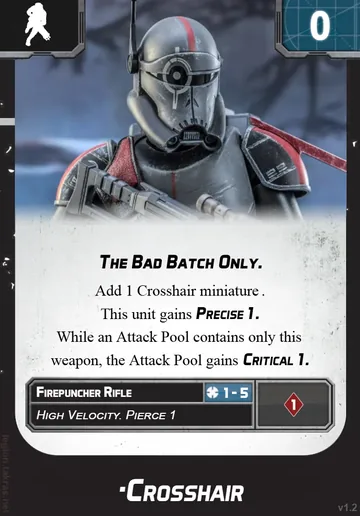 0
THE BAD BATCH ONLY.
Add 1 Crosshair miniature.
This unit gains PRECISE 1.
While an Attack Pool contains only this
weapon, the Attack Pool gains CRITICAL 1.
FIREPUNCHER RIFLE 1 - 5
HIGH VELOCITY. PIERCE 1
1
·CROSSHAIR
v1.2